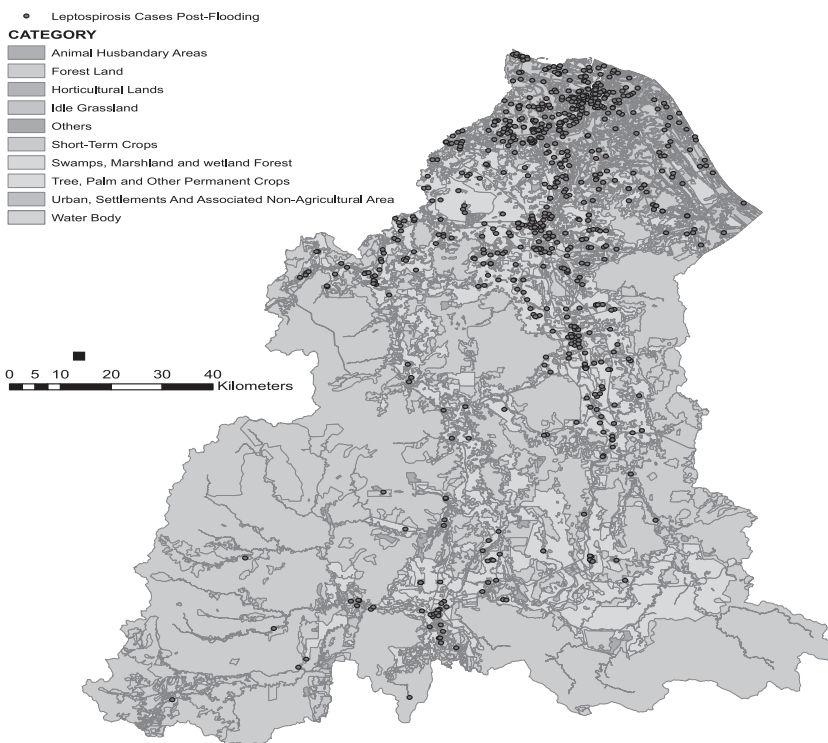 Leptospirosis Cases Post-Flooding
CATEGORY
Animal Husbandary Areas
Forest Land
Horticultural Lands
Idle Grassland
Others
Short-Term Crops
Swamps, Marshland and wetland Forest
Tree, Palm and Other Permanent Crops
Urban, Settlements And Associated Non-Agricultural Area
Water Body
0 5 10 20 30 40
Kilometers